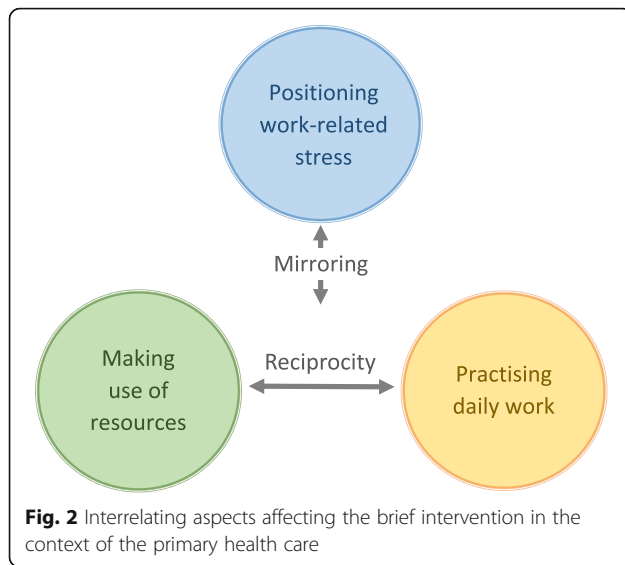 Positioning
work-related
stress
Mirroring
Making
use of
resources
Reciprocity
Practising
daily work
Fig. 2 Interrelating aspects affecting the brief intervention in the
context of the primary health care